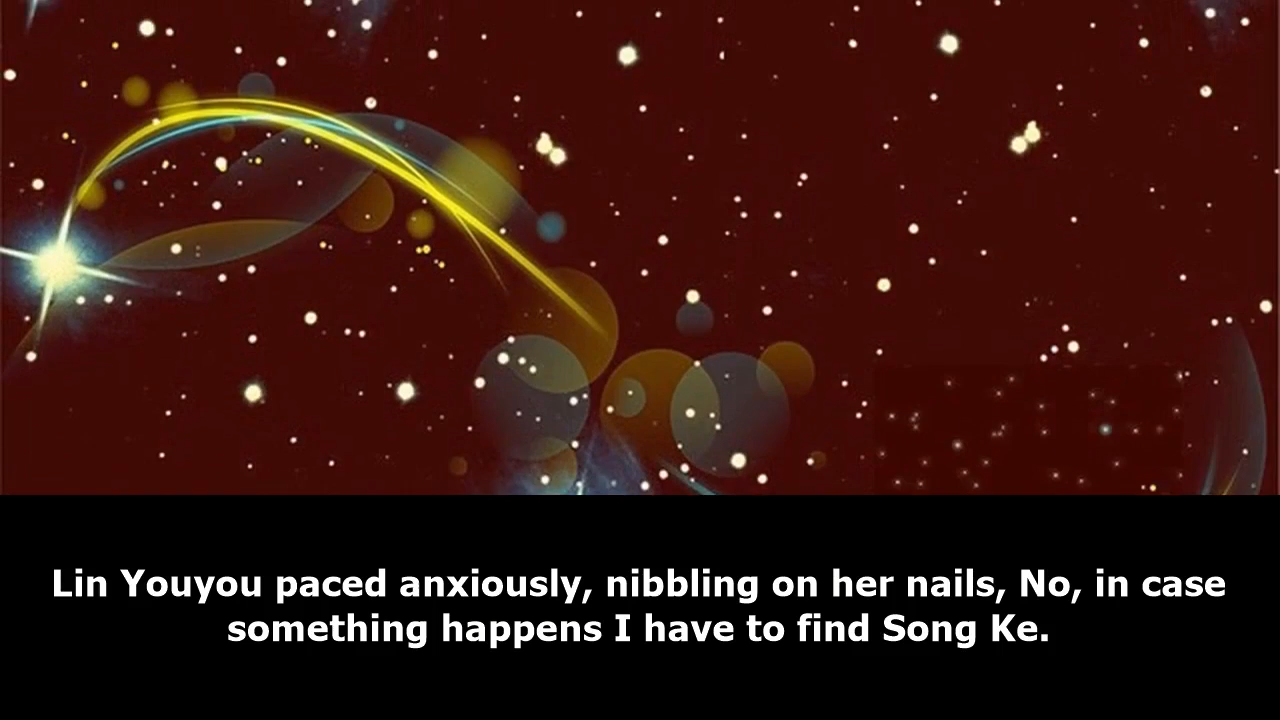 Lin Youyou paced anxiously, nibbling on her nails, No, in case
something happens I have to find Song Ke.